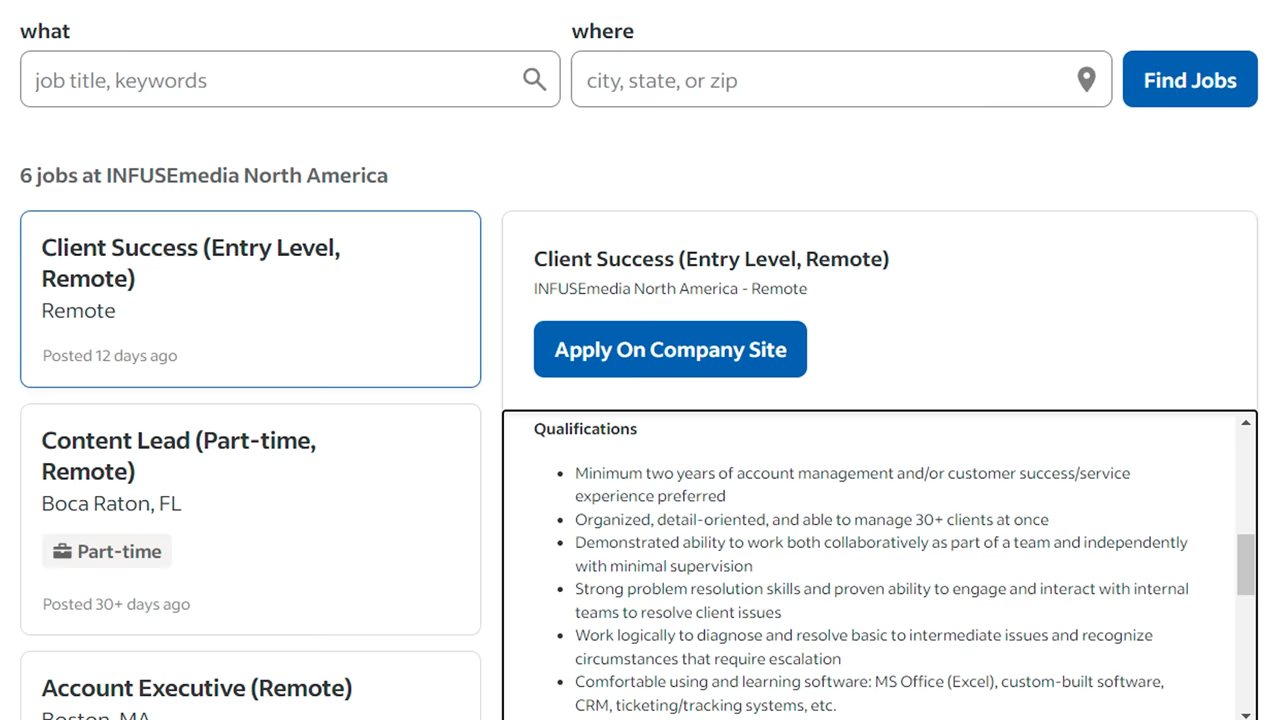 what
where
job title, keywords
city, state, or zip
Find Jobs
6 jobs at INFUSEmedia North America
Client Success (Entry Level,
Remote)
Remote
Posted 12 days ago
Content Lead (Part-time,
Remote)
Boca Raton, FL
Part-time
Posted 30+ days ago
Account Executive (Remote)
Boston, MA
Client Success (Entry Level, Remote)
INFUSEmedia North America - Remote
Apply On Company Site
Qualifications
• Minimum two years of account management and/or customer success/service
experience preferred
• Organized, detail-oriented, and able to manage 30+ clients at once
• Demonstrated ability to work both collaboratively as part of a team and independently
with minimal supervision
• Strong problem resolution skills and proven ability to engage and interact with internal
teams to resolve client issues
• Work logically to diagnose and resolve basic to intermediate issues and recognize
circumstances that require escalation
• Comfortable using and learning software: MS Office (Excel), custom-built software,
CRM, ticketing/tracking systems, etc.